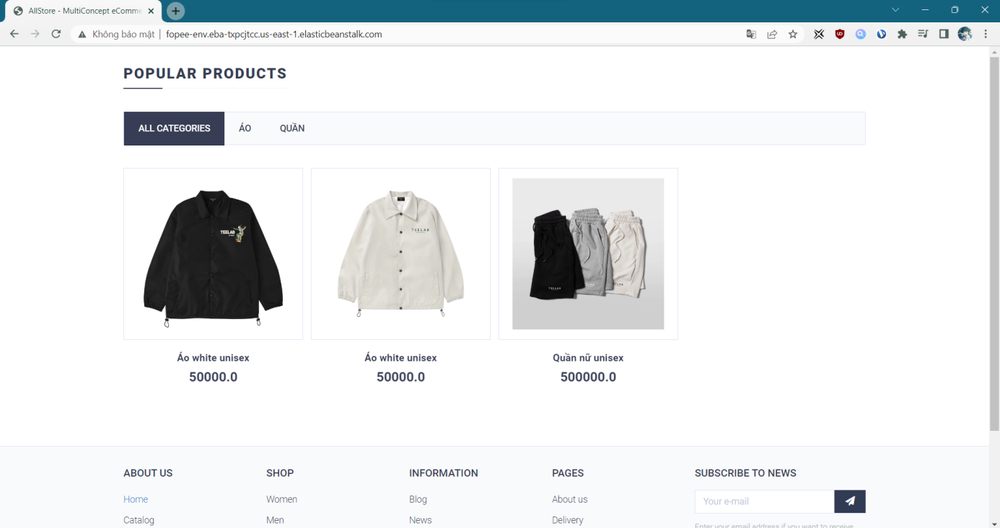 AllStore - MultiConcept eComme
Không bảo mật | fopee-env.eba-txpcjtcc.us-east-1.elasticbeanstalk.com
POPULAR PRODUCTS
ALL CATEGORIES ÁO QUẦN
TEELAB
TEELAB
TEELAB
Áo white unisex Áo white unisex Quần nữ unisex
50000.0 50000.0 500000.0
ABOUT US SHOP INFORMATION PAGES SUBSCRIBE TO NEWS
Home Women Blog About us Your e-mail
Catalog Men News Delivery
Enter your email address if you want to receive